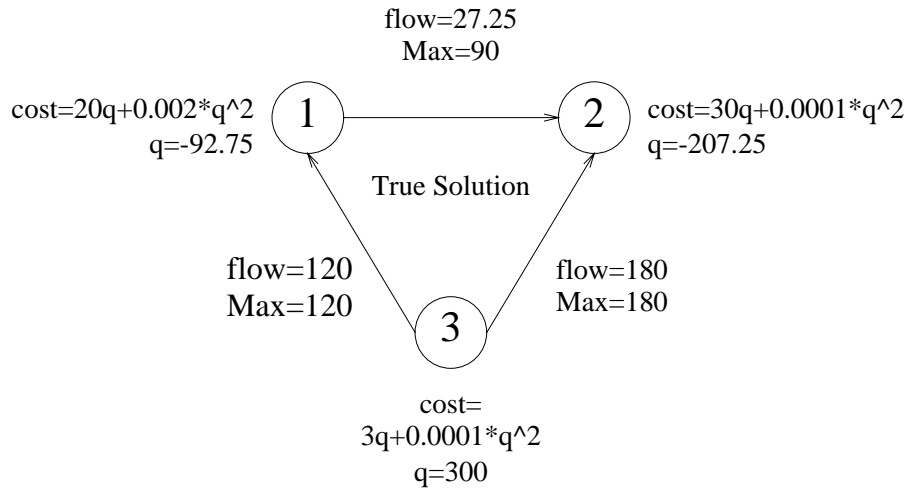 flow=27.25
Max=90
cost=20q+0.002*q^2
q=-92.75
1
2
cost=30q+0.0001*q^2
q=-207.25
True Solution
flow=120
Max=120
flow=180
Max=180
3
cost=
3q+0.0001*q^2
q=300